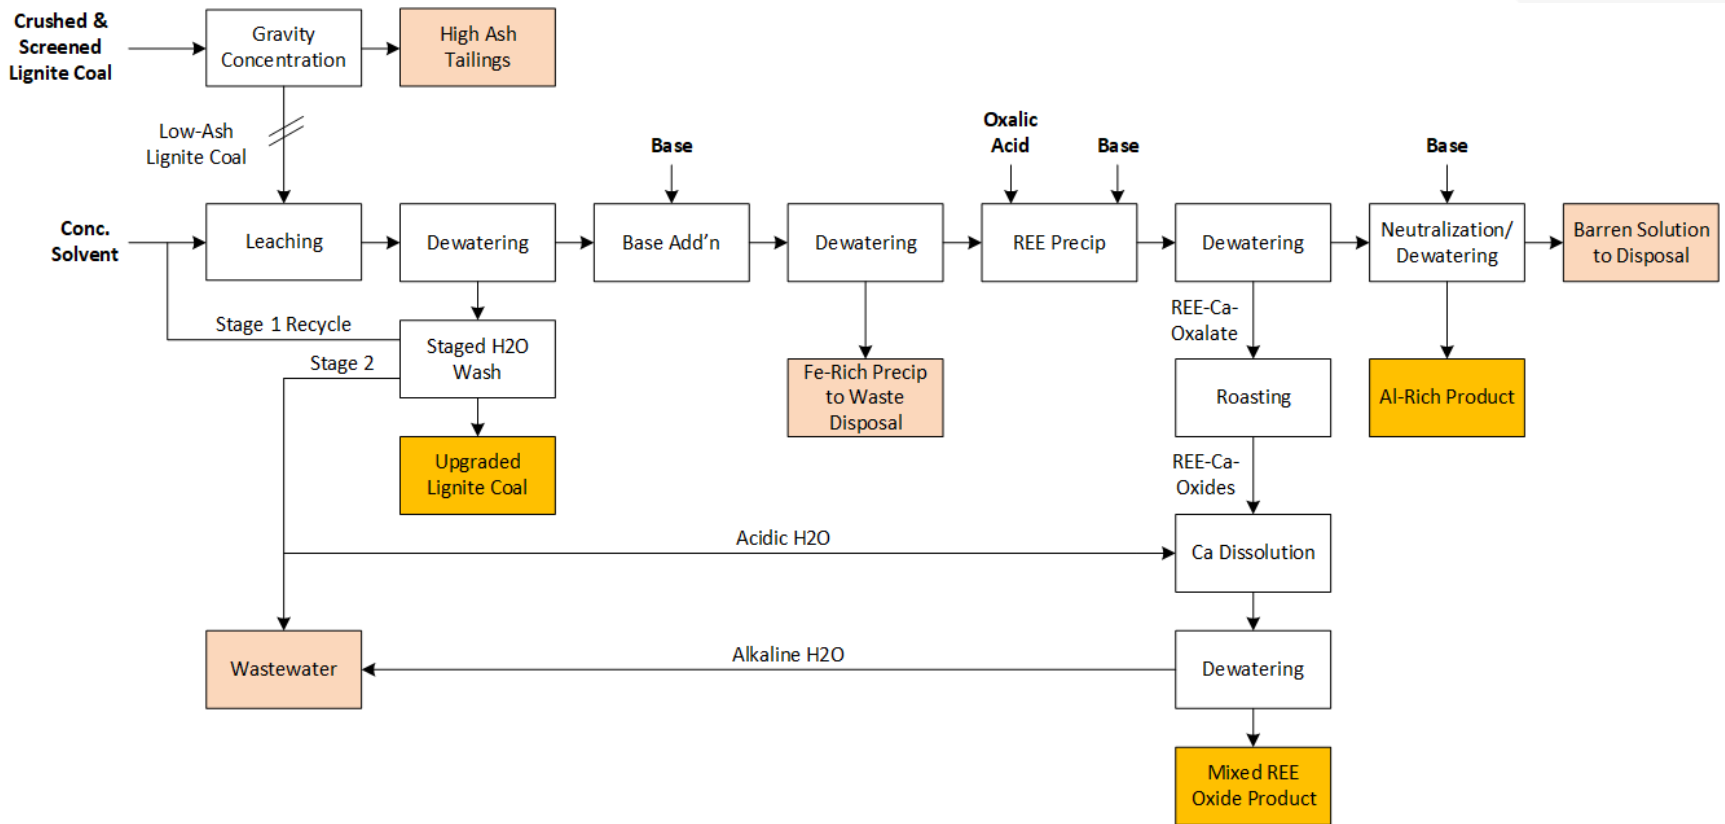 Crushed &
Screened
Lignite Coal
Gravity
Concentration
High Ash
Tailings
Low-Ash
Lignite Coal
Base
Oxalic
Acid
Base
Base
Conc.
Solvent
Leaching
Dewatering
Base Add'n
Dewatering
REE Precip
Dewatering
Neutralization/
Dewatering
Barren Solution
to Disposal
Stage 1 Recycle
Stage 2
Staged H2O
Wash
Fe-Rich Precip
to Waste
Disposal
REE-Ca-
Oxalate
Roasting
Al-Rich Product
Upgraded
Lignite Coal
REE-Ca-
Oxides
Acidic H2O
Ca Dissolution
Wastewater
Alkaline H2O
Dewatering
Mixed REE
Oxide Product